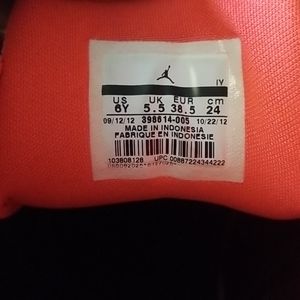 IY
US UK EUR cm
6Y 5.5 38.5 24
09/12/12 398614-005 10/22/12
MADE IN INDONESIA
FABRIQUE EN INDONESIE
103808128 UPC 00887224344222